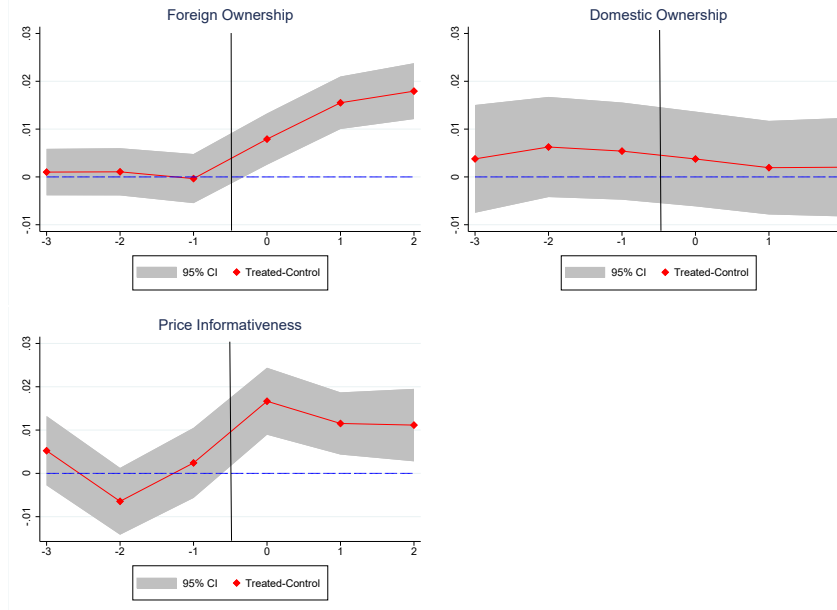 Foreign Ownership
.03
.02
.01
0
-.01
-3 -2 -1 0 1 2
95% CI Treated-Control
Domestic Ownership
.03
.02
.01
0
-.01
-3 -2 -1 0 1
95% CI Treated-Control
Price Informativeness
.03
.02
.01
0
-.01
-3 -2 -1 0 1 2
95% CI Treated-Control